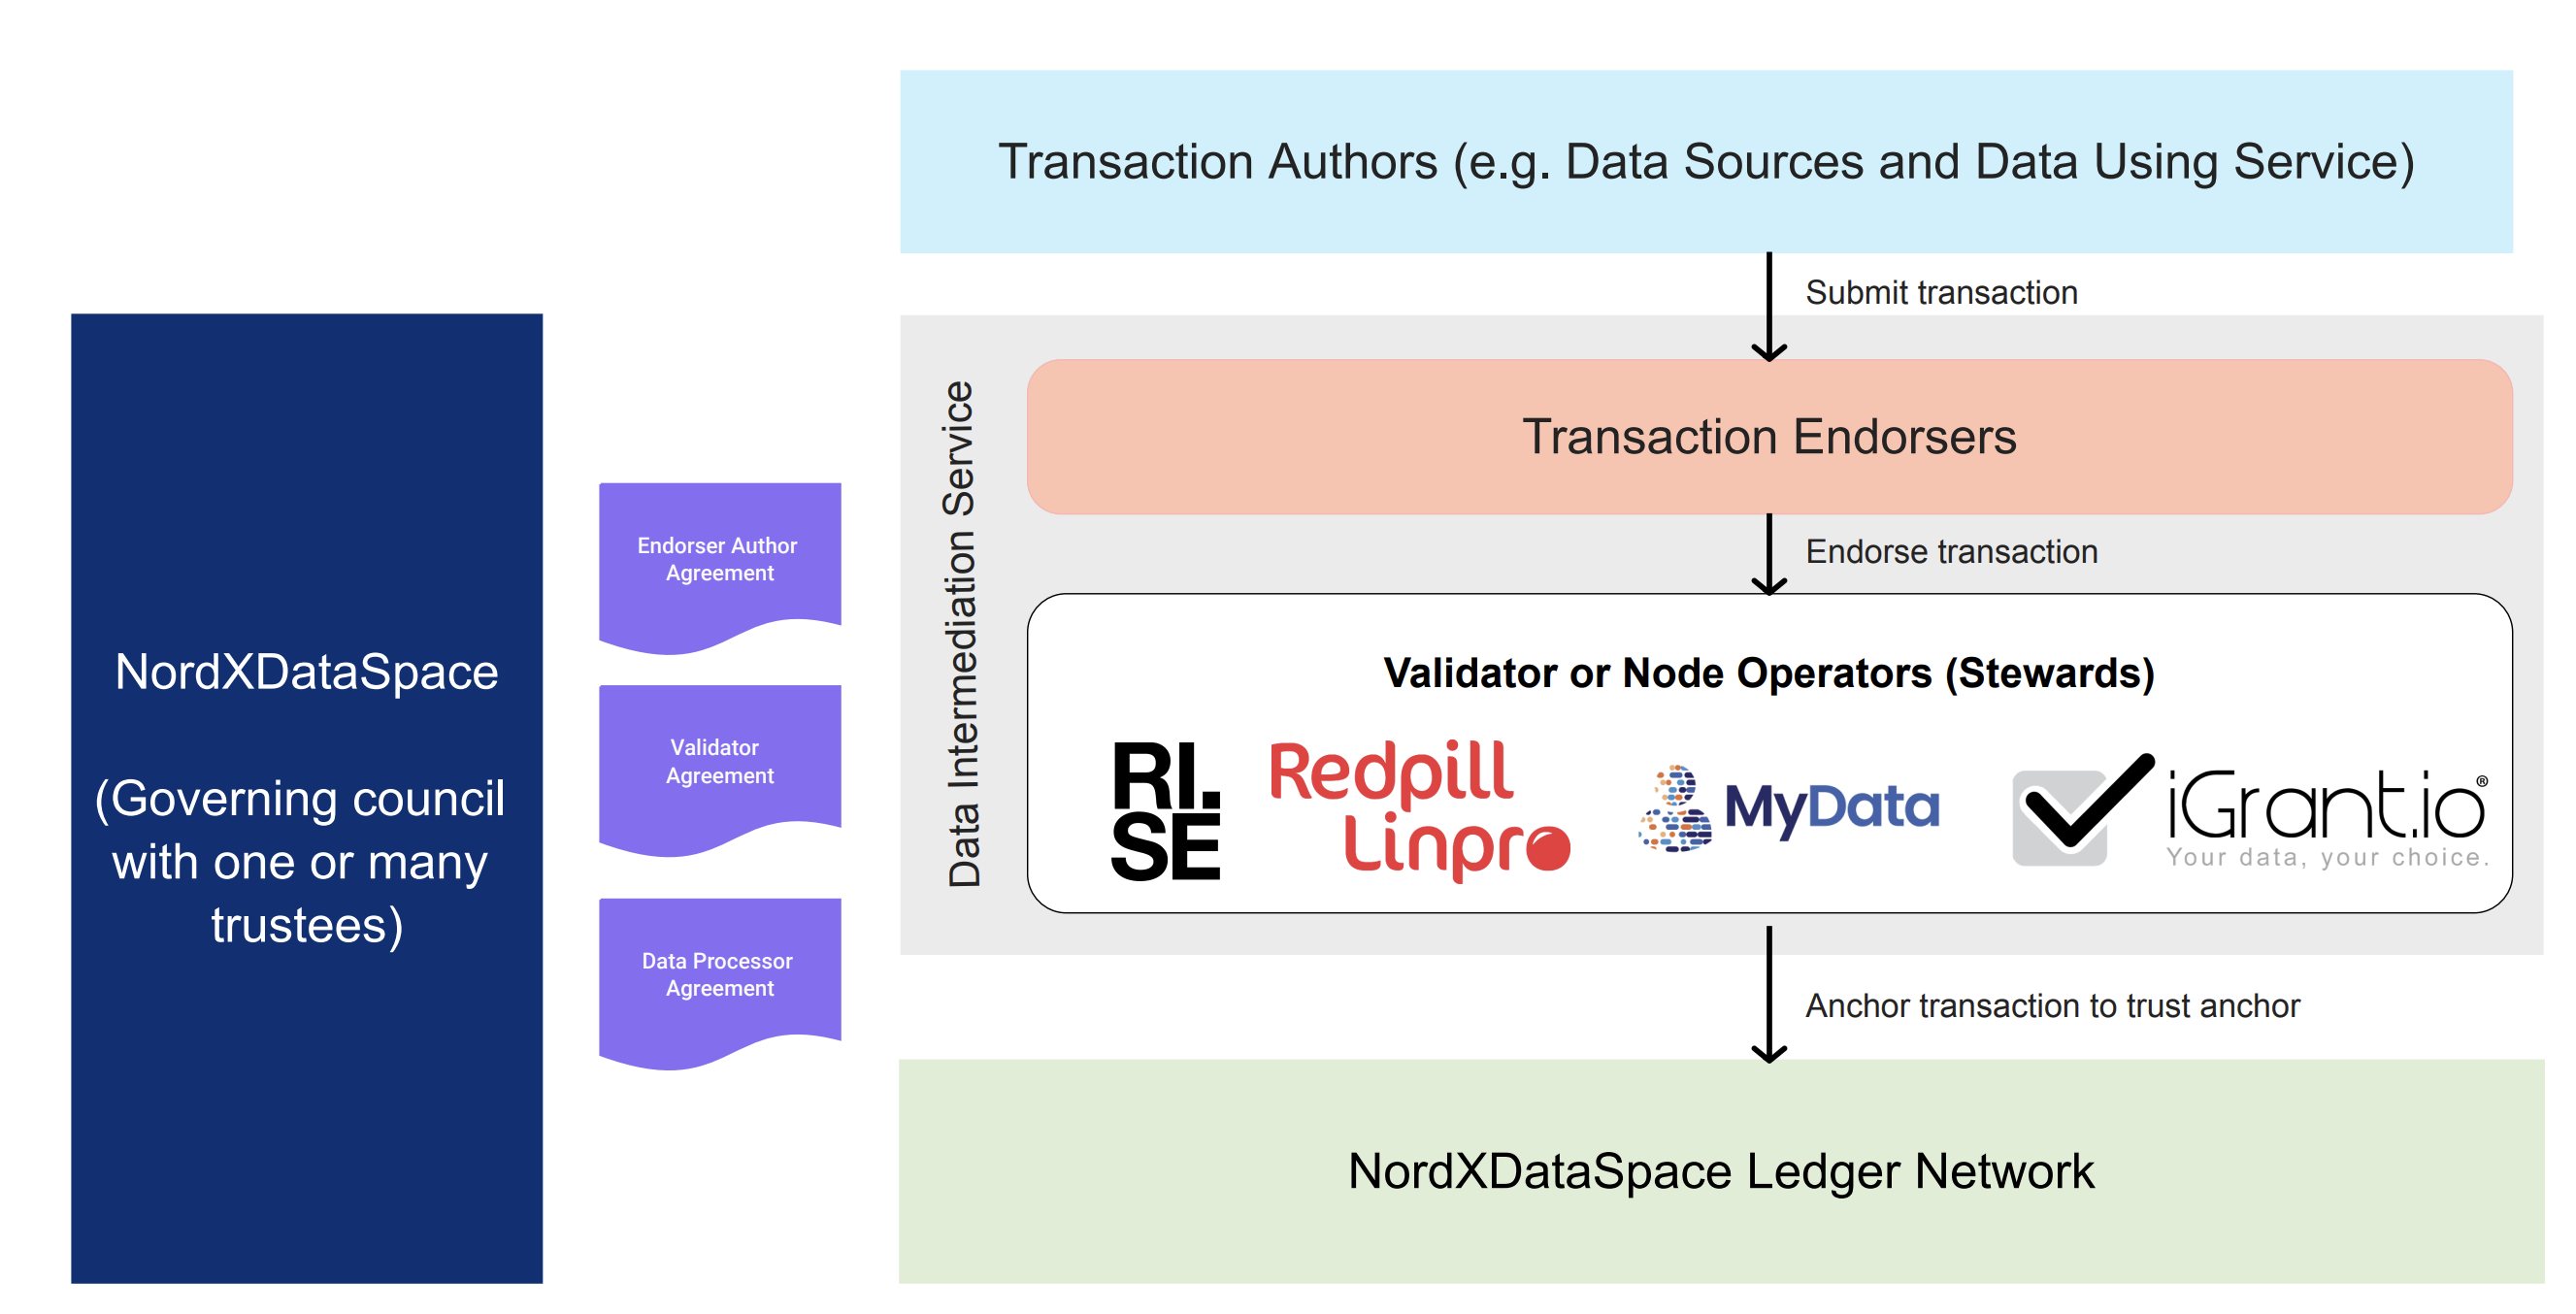 Transaction Authors (e.g. Data Sources and Data Using Service)
Submit transaction
Data Intermediation Service
Transaction Endorsers
Endorse transaction
Validator or Node Operators (Stewards)
RI.
SE
Redpill
Linpro
MyData
iGrant.io®
Your data, your choice.
Anchor transaction to trust anchor
NordXDataSpace Ledger Network
NordXDataSpace
(Governing council
with one or many
trustees)
Endorser Author
Agreement
Validator
Agreement
Data Processor
Agreement